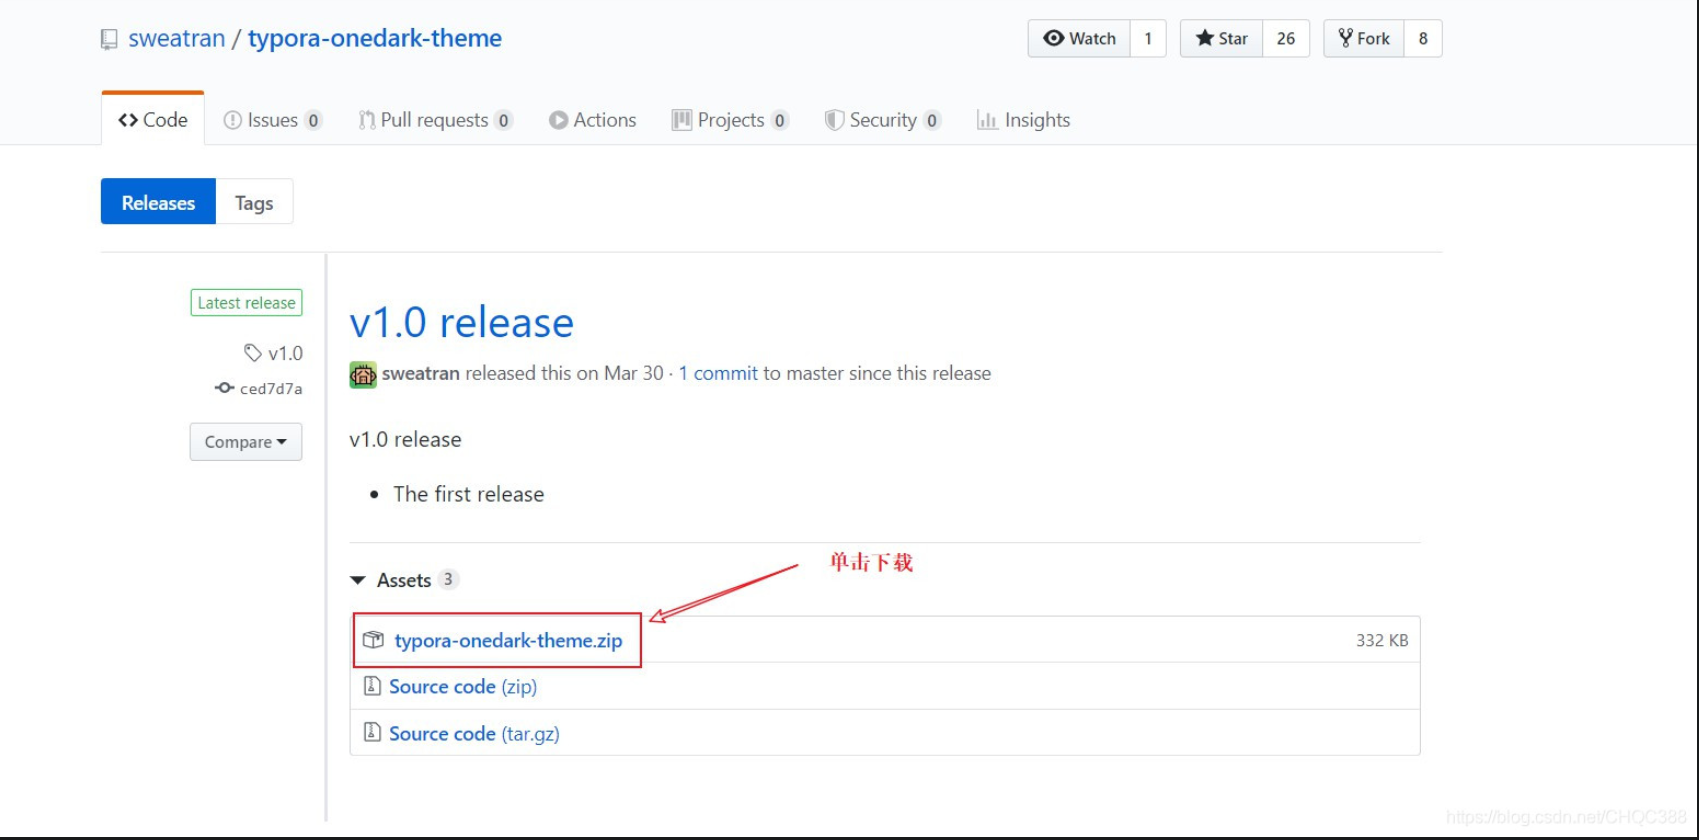 sweatran / typora-onedark-theme
Watch 1
Star 26
Fork 8
Code
Issues 0
Pull requests 0
Actions
Projects 0
Security 0
Insights
Releases
Tags
Latest release
v1.0
ced7d7a
Compare
v1.0 release
sweatran released this on Mar 30 · 1 commit to master since this release
v1.0 release
• The first release
单击下载
Assets 3
typora-onedark-theme.zip 332 KB
Source code (zip)
Source code (tar.gz)
https://blog.csdn.net/CHQC388